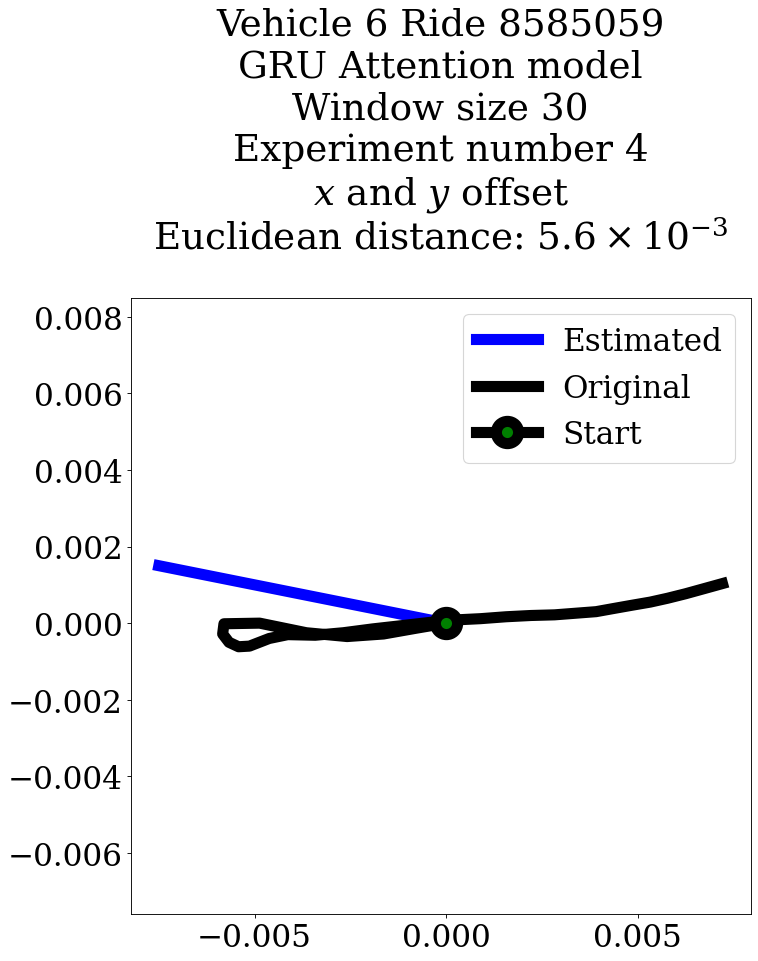 Vehicle 6 Ride 8585059
GRU Attention model
Window size 30
Experiment number 4
x and y offset
Euclidean distance: 5.6 × 10⁻³
Estimated
Original
Start
0.008
0.006
0.004
0.002
0.000
−0.002
−0.004
−0.006
−0.005
0.000
0.005